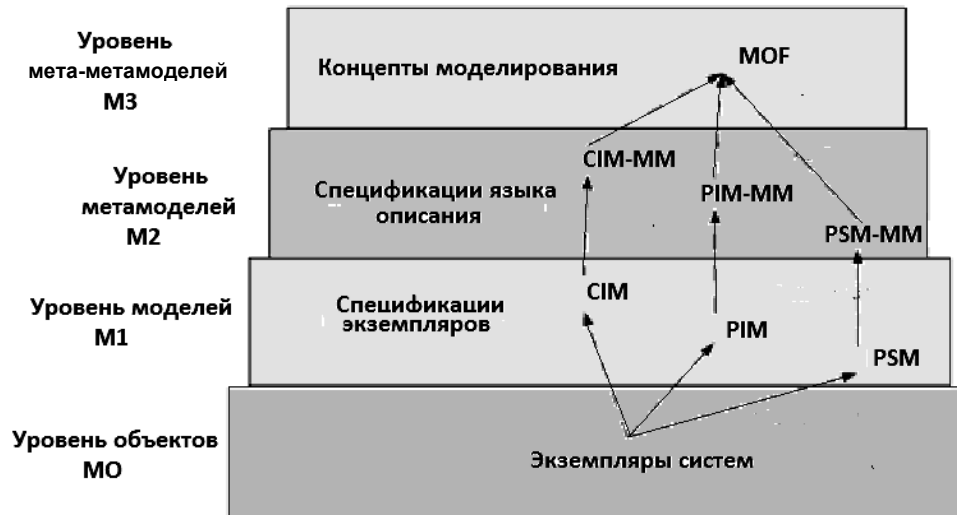 Уровень
мета-метамоделей
М3
Концепты моделирования
MOF
Уровень
метамоделей
М2
Спецификации языка
описания
CIM-MM
PIM-MM
PSM-MM
Уровень моделей
М1
Спецификации
экземпляров
CIM
PIM
PSM
Уровень объектов
МО
Экземпляры систем